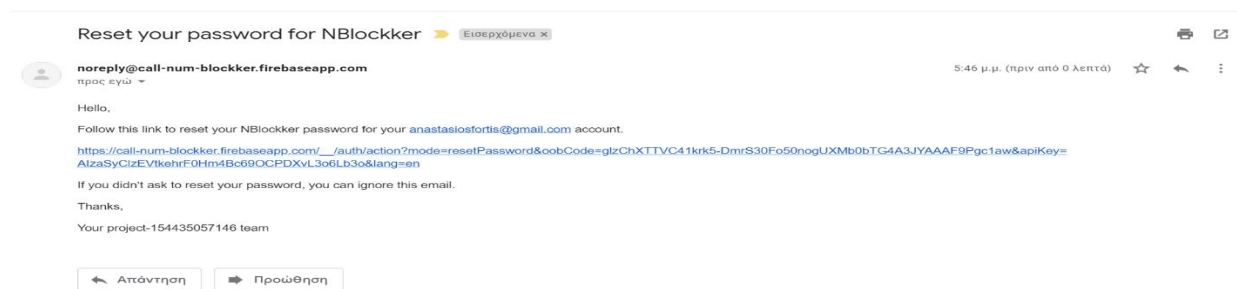 Reset your password for NBlockker Εισερχόμενα ×
noreply@call-num-blockker.firebaseapp.com 5:46 μ.μ. (πριν από 0 λεπτά)
προς εγώ
Hello,
Follow this link to reset your NBlockker password for your anastasiosfortis@gmail.com account.
https://call-num-blockker.firebaseapp.com/__/auth/action?mode=resetPassword&oobCode=glzChXTTVC41krk5-DmrS30Fo50nogUXMb0bTG4A3JYAAAF9Pgc1aw&apiKey=
AIzaSyClzEVtkehrF0Hm4Bc69OCPDXvL3o6Lb3o&lang=en
If you didn't ask to reset your password, you can ignore this email.
Thanks,
Your project-154435057146 team
Απάντηση Προώθηση